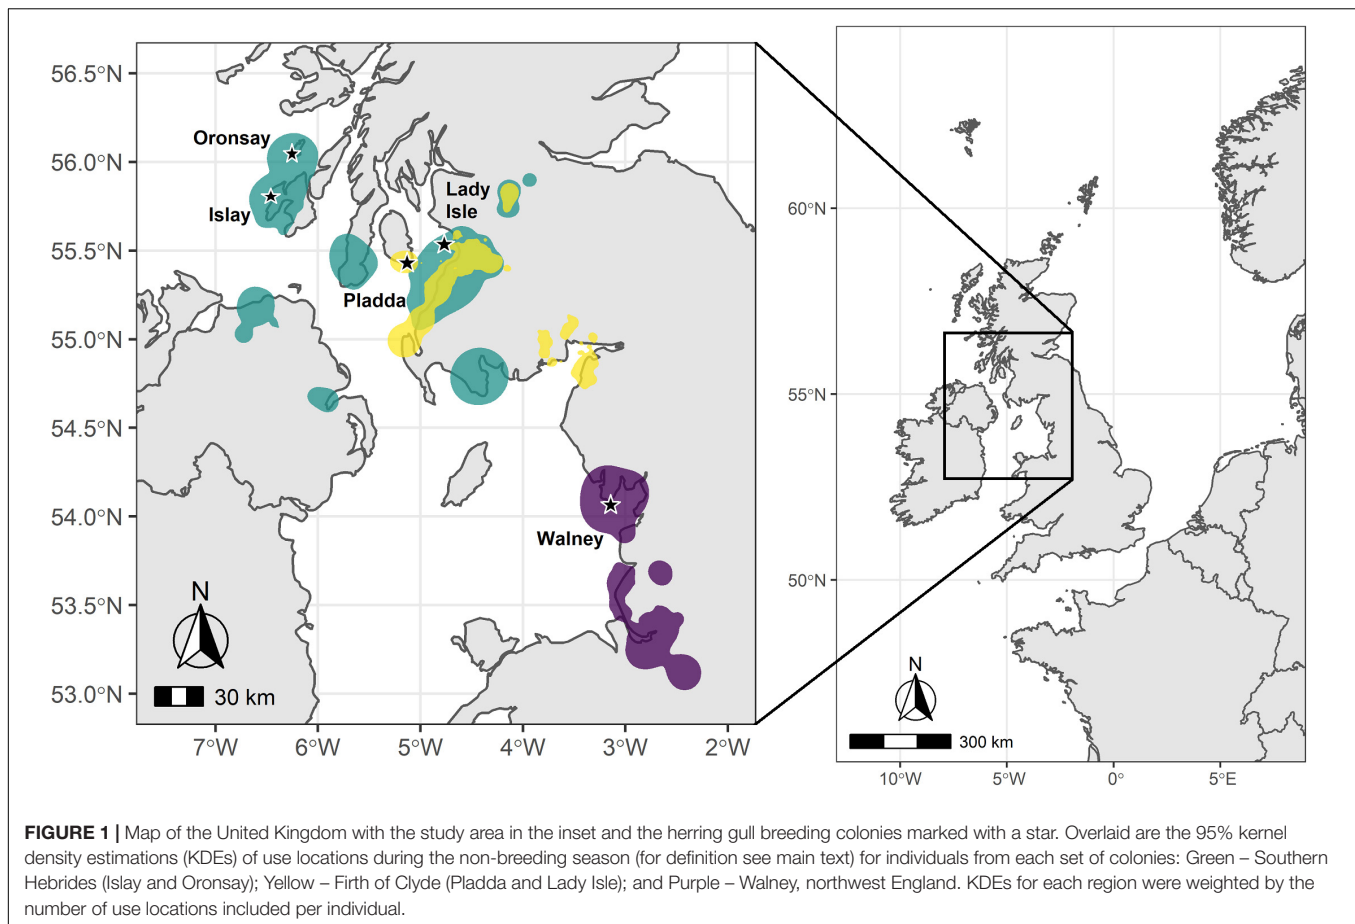 56.5°N
56.0°N
55.5°N
55.0°N
54.5°N
54.0°N
53.5°N
53.0°N
7°W
6°W
5°W
4°W
3°W
2°W
Oronsay
Islay
Lady
Isle
Pladda
Walney
N
30 km
60°N
55°N
50°N
10°W
5°W
0°
5°E
N
300 km
FIGURE 1 | Map of the United Kingdom with the study area in the inset and the herring gull breeding colonies marked with a star. Overlaid are the 95% kernel
density estimations (KDEs) of use locations during the non-breeding season (for definition see main text) for individuals from each set of colonies: Green – Southern
Hebrides (Islay and Oronsay); Yellow – Firth of Clyde (Pladda and Lady Isle); and Purple – Walney, northwest England. KDEs for each region were weighted by the
number of use locations included per individual.